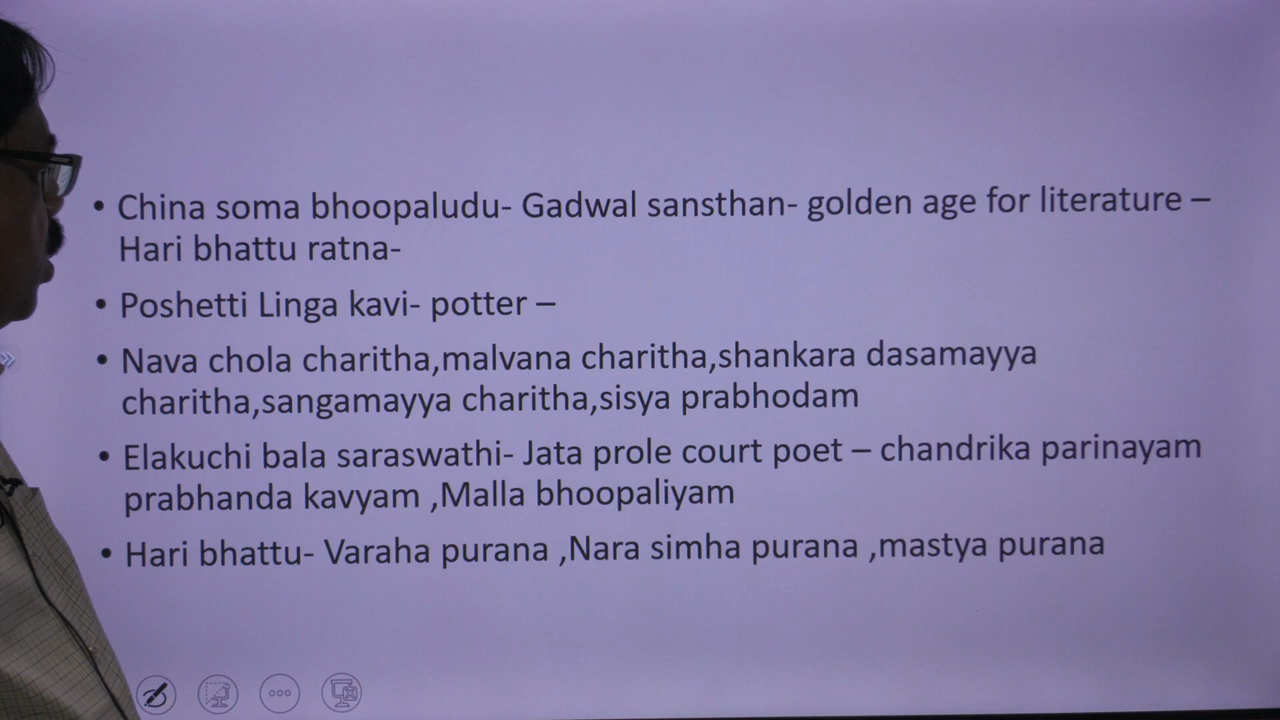 • China soma bhoopaludu- Gadwal sansthan- golden age for literature –
Hari bhattu ratna-
• Poshetti Linga kavi- potter –
• Nava chola charitha,malvana charitha,shankara dasamayya
charitha,sangamayya charitha,sisya prabhodam
• Elakuchi bala saraswathi- Jata prole court poet – chandrika parinayam
prabhanda kavyam ,Malla bhoopaliyam
• Hari bhattu- Varaha purana ,Nara simha purana ,mastya purana